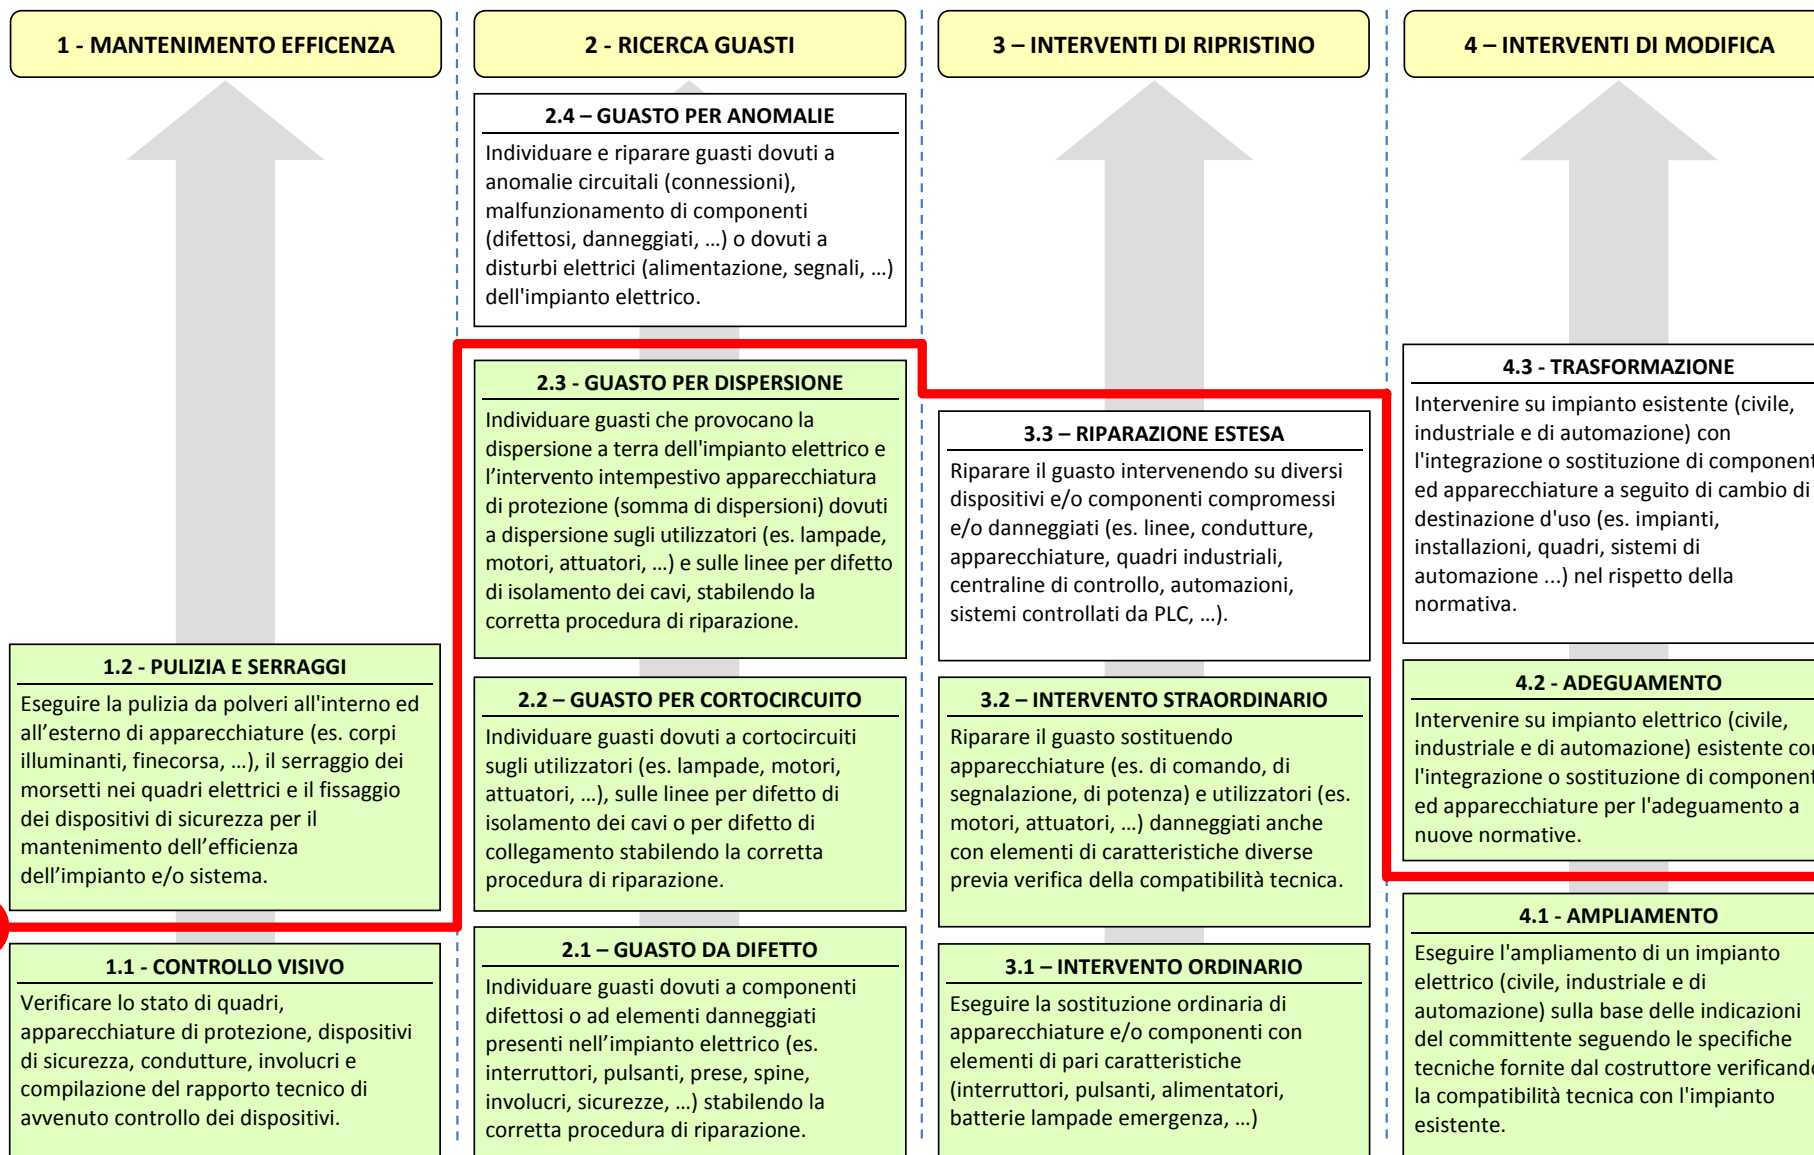 1 - MANTENIMENTO EFFICENZA
2 - RICERCA GUASTI
3 – INTERVENTI DI RIPRISTINO
4 – INTERVENTI DI MODIFICA
2.4 – GUASTO PER ANOMALIE
Individuare e riparare guasti dovuti a
anomalie circuitali (connessioni),
malfunzionamento di componenti
(difettosi, danneggiati, …) o dovuti a
disturbi elettrici (alimentazione, segnali, …)
dell'impianto elettrico.
2.3 - GUASTO PER DISPERSIONE
Individuare guasti che provocano la
dispersione a terra dell'impianto elettrico e
l’intervento intempestivo apparecchiatura
di protezione (somma di dispersioni) dovuti
a dispersione sugli utilizzatori (es. lampade,
motori, attuatori, …) e sulle linee per difetto
di isolamento dei cavi, stabilendo la
corretta procedura di riparazione.
3.3 – RIPARAZIONE ESTESA
Riparare il guasto intervenendo su diversi
dispositivi e/o componenti compromessi
e/o danneggiati (es. linee, condutture,
apparecchiature, quadri industriali,
centraline di controllo, automazioni,
sistemi controllati da PLC, …).
4.3 - TRASFORMAZIONE
Intervenire su impianto esistente (civile,
industriale e di automazione) con
l'integrazione o sostituzione di component
ed apparecchiature a seguito di cambio di
destinazione d'uso (es. impianti,
installazioni, quadri, sistemi di
automazione ...) nel rispetto della
normativa.
1.2 - PULIZIA E SERRAGGI
Eseguire la pulizia da polveri all'interno ed
all’esterno di apparecchiature (es. corpi
illuminanti, finecorsa, …), il serraggio dei
morsetti nei quadri elettrici e il fissaggio
dei dispositivi di sicurezza per il
mantenimento dell’efficienza
dell’impianto e/o sistema.
2.2 – GUASTO PER CORTOCIRCUITO
Individuare guasti dovuti a cortocircuiti
sugli utilizzatori (es. lampade, motori,
attuatori, …), sulle linee per difetto di
isolamento dei cavi o per difetto di
collegamento stabilendo la corretta
procedura di riparazione.
3.2 – INTERVENTO STRAORDINARIO
Riparare il guasto sostituendo
apparecchiature (es. di comando, di
segnalazione, di potenza) e utilizzatori (es.
motori, attuatori, …) danneggiati anche
con elementi di caratteristiche diverse
previa verifica della compatibilità tecnica.
4.2 - ADEGUAMENTO
Intervenire su impianto elettrico (civile,
industriale e di automazione) esistente con
l'integrazione o sostituzione di component
ed apparecchiature per l'adeguamento a
nuove normative.
1.1 - CONTROLLO VISIVO
Verificare lo stato di quadri,
apparecchiature di protezione, dispositivi
di sicurezza, condutture, involucri e
compilazione del rapporto tecnico di
avvenuto controllo dei dispositivi.
2.1 – GUASTO DA DIFETTO
Individuare guasti dovuti a componenti
difettosi o ad elementi danneggiati
presenti nell’impianto elettrico (es.
interruttori, pulsanti, prese, spine,
involucri, sicurezze, …) stabilendo la
corretta procedura di riparazione.
3.1 – INTERVENTO ORDINARIO
Eseguire la sostituzione ordinaria di
apparecchiature e/o componenti con
elementi di pari caratteristiche
(interruttori, pulsanti, alimentatori,
batterie lampade emergenza, …)
4.1 - AMPLIAMENTO
Eseguire l'ampliamento di un impianto
elettrico (civile, industriale e di
automazione) sulla base delle indicazioni
del committente seguendo le specifiche
tecniche fornite dal costruttore verificando
la compatibilità tecnica con l'impianto
esistente.